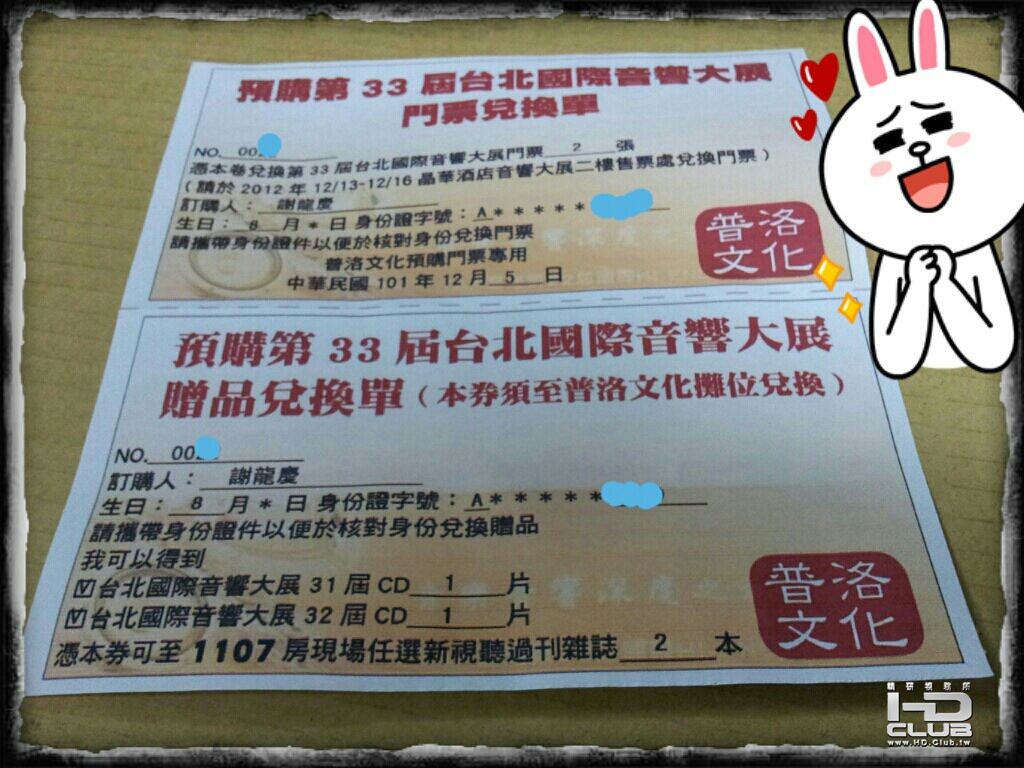 預購第 33 屆台北國際音響大展
門票兌換單
NO. 00
憑本卷兌換第 33 屆台北國際音響大展門票 2 張
（請於 2012 年 12/13-12/16 晶華酒店音響大展二樓售票處兌換門票）
訂購人：謝龍慶
生日：8 月 * 日 身份證字號：A*****
請攜帶身份證件以便於核對身份兌換門票
普洛文化預購門票專用
中華民國 101 年 12 月 5 日
普洛
文化
預購第 33 屆台北國際音響大展
贈品兌換單（本券須至普洛文化攤位兌換）
NO. 00
訂購人：謝龍慶
生日：8 月 * 日 身份證字號：A*****
請攜帶身份證件以便於核對身份兌換贈品
我可以得到
☑台北國際音響大展 31 屆 CD 1 片
☑台北國際音響大展 32 屆 CD 1 片
憑本券可至 1107 房現場任選新視聽過刊雜誌 2 本
普洛
文化
精研視務所
HD
CLUB
www.HD.Club.tw